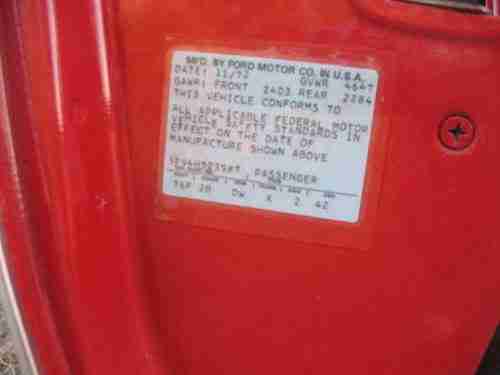 MFD. BY FORD MOTOR CO. IN U.S.A.
DATE: 11/72 GVWR 4647
GAWR: FRONT 2403 REAR 2284
THIS VEHICLE CONFORMS TO
ALL APPLICABLE FEDERAL MOTOR
VEHICLE SAFETY STANDARDS IN
EFFECT ON THE DATE OF
MANUFACTURE SHOWN ABOVE
PASSENGER
76F 2B DW X 2 42